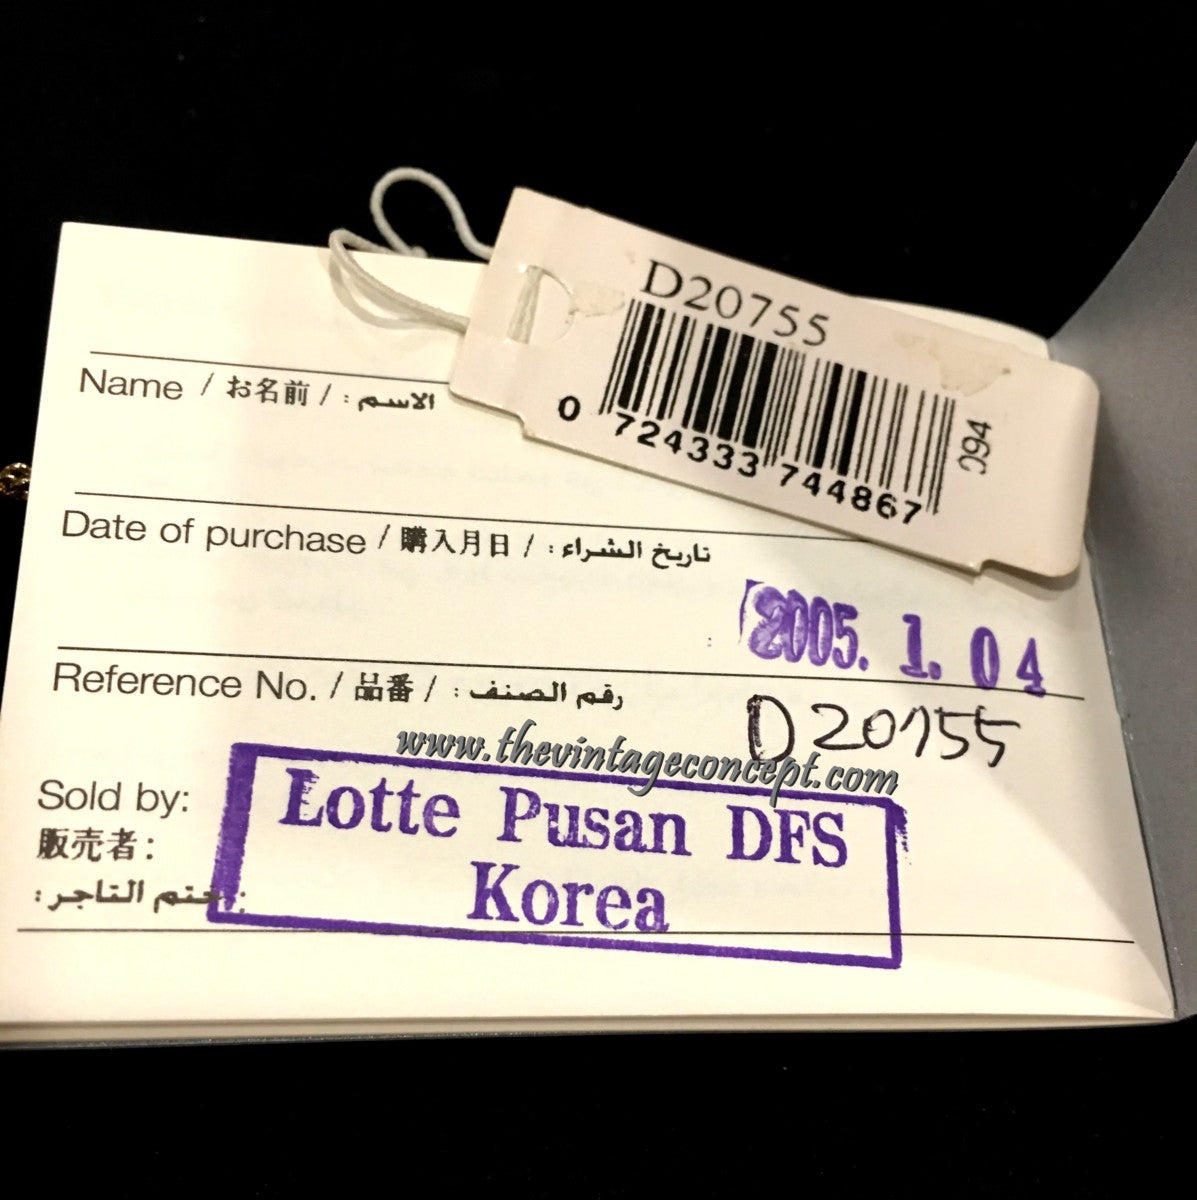 D20755
0 724333 744867
094
Name / お名前 / : الاسم
Date of purchase / 購入月日 / : تاريخ الشراء
2005. 1. 04
Reference No. / 品番 / : رقم الصنف
D20755
www.thevintageconcept.com
Sold by:
販売者:
ختم التاجر :
Lotte Pusan DFS
Korea